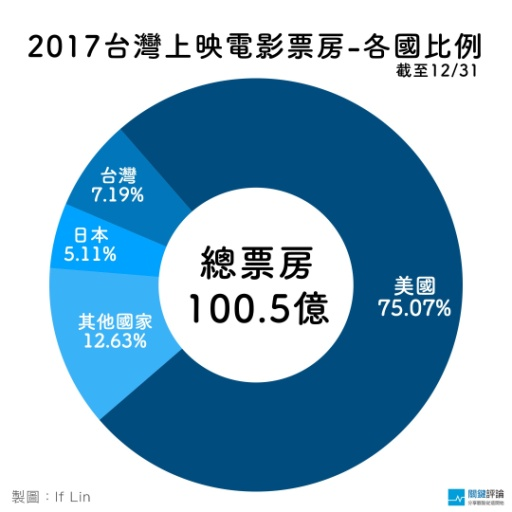 2017台灣上映電影票房-各國比例
截至12/31
台灣
7.19%
日本
5.11%
其他國家
12.63%
總票房
100.5億
美國
75.07%
製圖：If Lin
關鍵評論